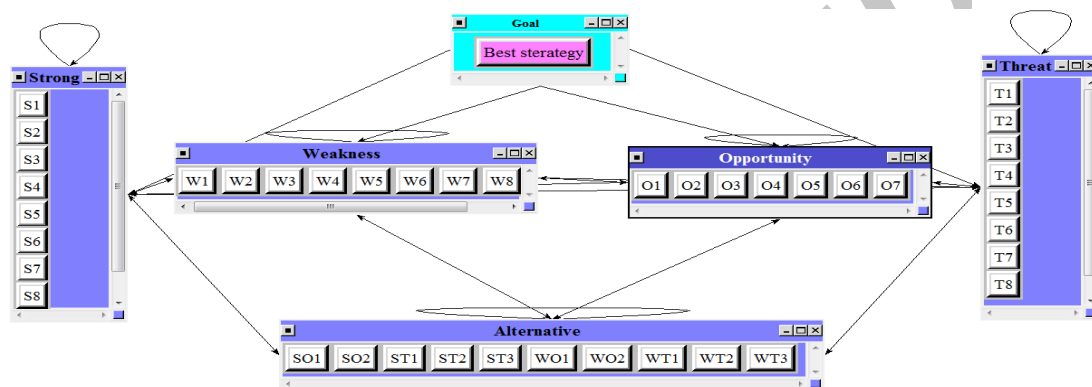 Goal
Best sterategy
Strong
S1
S2
S3
S4
S5
S6
S7
S8
Weakness
W1 W2 W3 W4 W5 W6 W7 W8
Opportunity
O1 O2 O3 O4 O5 O6 O7
Threat
T1
T2
T3
T4
T5
T6
T7
T8
Alternative
SO1 SO2 ST1 ST2 ST3 WO1 WO2 WT1 WT2 WT3